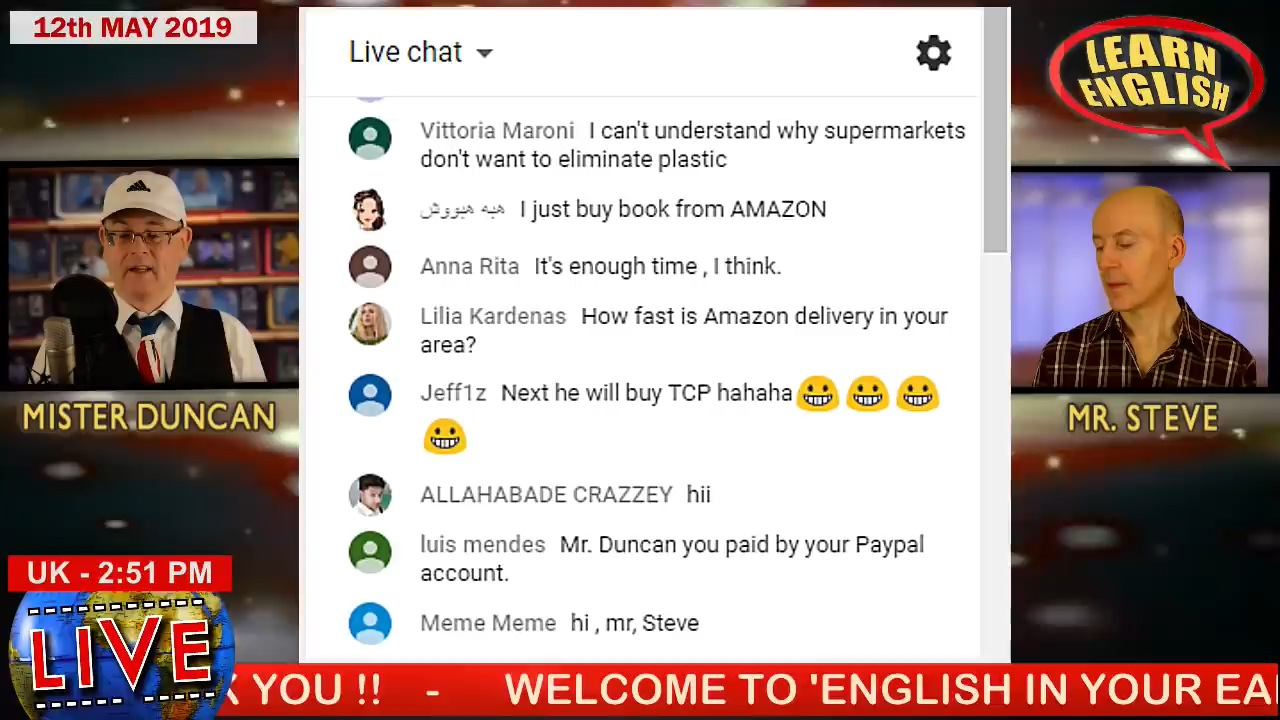 12th MAY 2019
LEARN
ENGLISH
Live chat
Vittoria Maroni I can't understand why supermarkets
don't want to eliminate plastic
هبه هبووش I just buy book from AMAZON
Anna Rita It's enough time , I think.
Lilia Kardenas How fast is Amazon delivery in your
area?
Jeff1z Next he will buy TCP hahaha😀😀😀
😀
ALLAHABADE CRAZZEY hii
luis mendes Mr. Duncan you paid by your Paypal
account.
Meme Meme hi , mr, Steve
MISTER DUNCAN
MR. STEVE
UK - 2:51 PM
LIVE
YOU !! - WELCOME TO 'ENGLISH IN YOUR